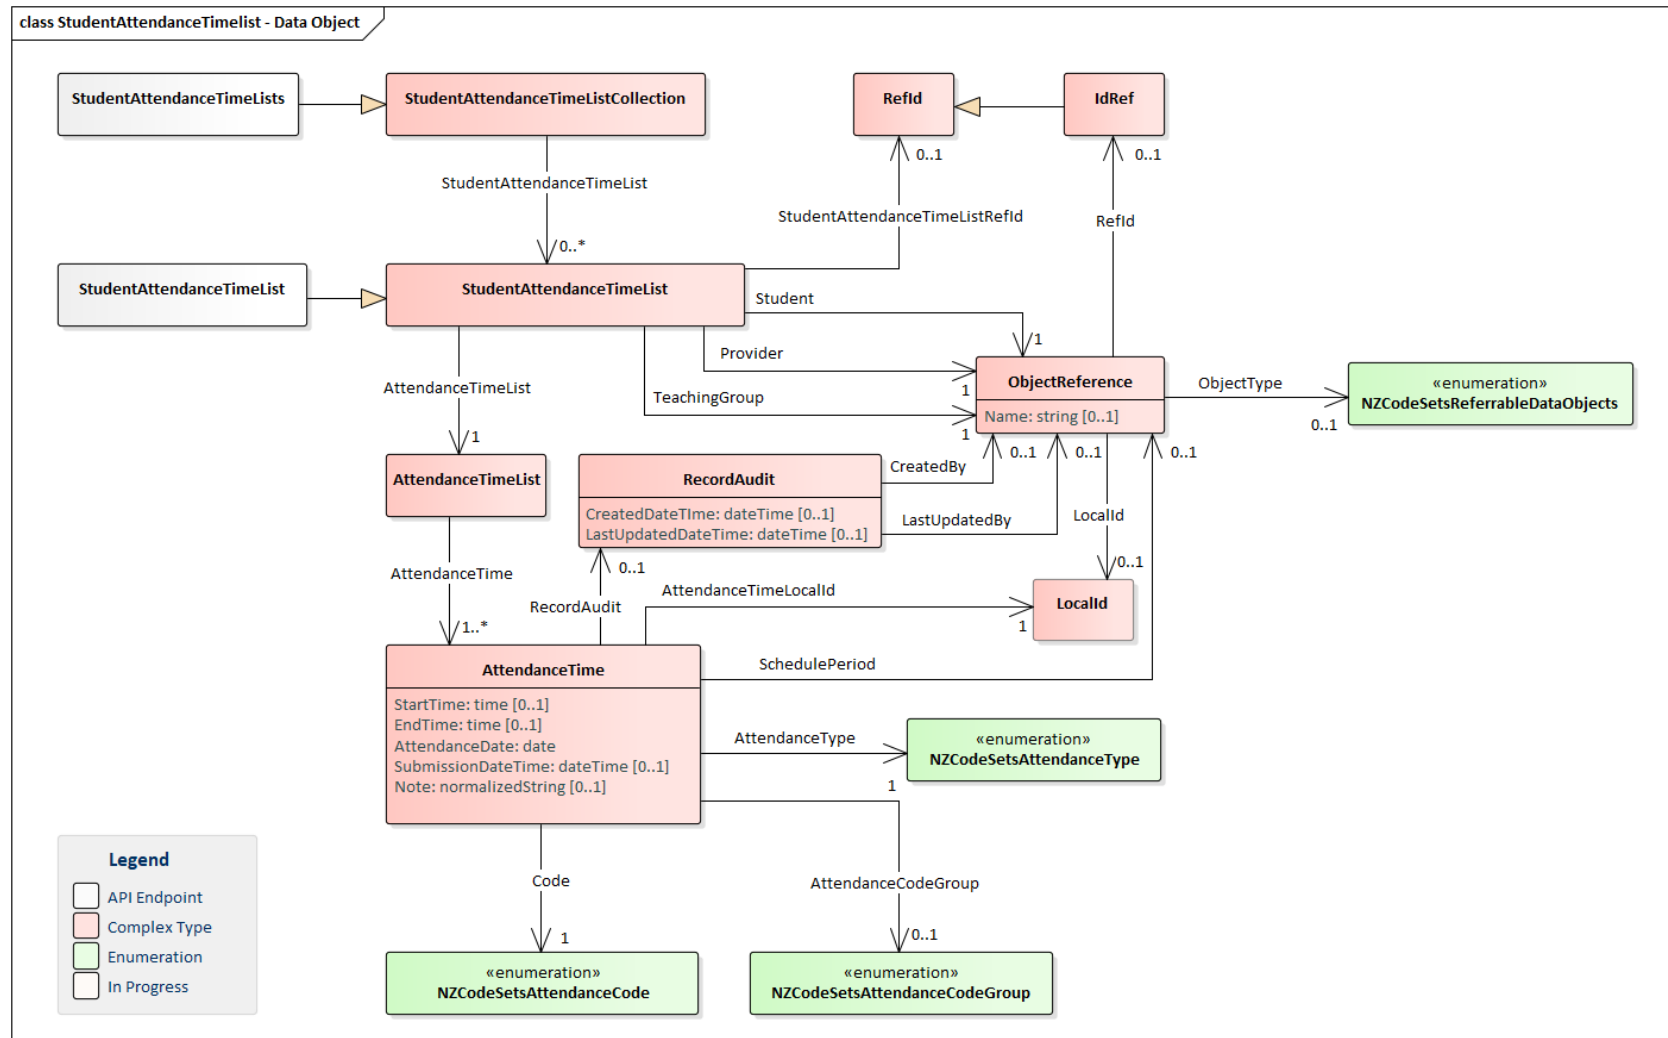 class StudentAttendanceTimelist - Data Object
StudentAttendanceTimeLists
StudentAttendanceTimeListCollection
RefId
IdRef
0..1
0..1
StudentAttendanceTimeList
StudentAttendanceTimeListRefId
RefId
0..*
StudentAttendanceTimeList
StudentAttendanceTimeList
Student
1
Provider
1
TeachingGroup
1
ObjectReference
Name: string [0..1]
ObjectType
0..1
«enumeration»
NZCodeSetsReferrableDataObjects
AttendanceTimeList
1
AttendanceTimeList
RecordAudit
CreatedDateTIme: dateTime [0..1]
LastUpdatedDateTime: dateTime [0..1]
CreatedBy
0..1
0..1
0..1
LastUpdatedBy
LocalId
0..1
AttendanceTime
0..1
RecordAudit
AttendanceTimeLocalId
1
LocalId
1..*
AttendanceTime
StartTime: time [0..1]
EndTime: time [0..1]
AttendanceDate: date
SubmissionDateTime: dateTime [0..1]
Note: normalizedString [0..1]
SchedulePeriod
AttendanceType
1
«enumeration»
NZCodeSetsAttendanceType
Code
1
AttendanceCodeGroup
0..1
«enumeration»
NZCodeSetsAttendanceCode
«enumeration»
NZCodeSetsAttendanceCodeGroup
Legend
API Endpoint
Complex Type
Enumeration
In Progress